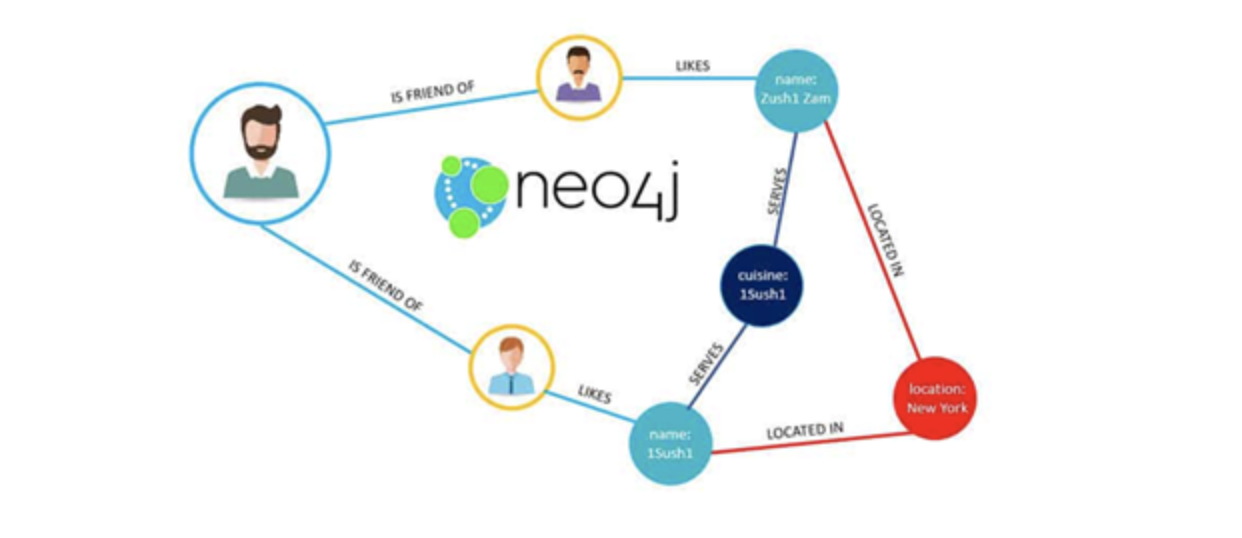 IS FRIEND OF
LIKES
name:
Zush1 Zam
neo4j
SERVES
LOCATED IN
cuisine:
1Sush1
IS FRIEND OF
SERVES
LIKES
location:
New York
LOCATED IN
name:
1Sush1